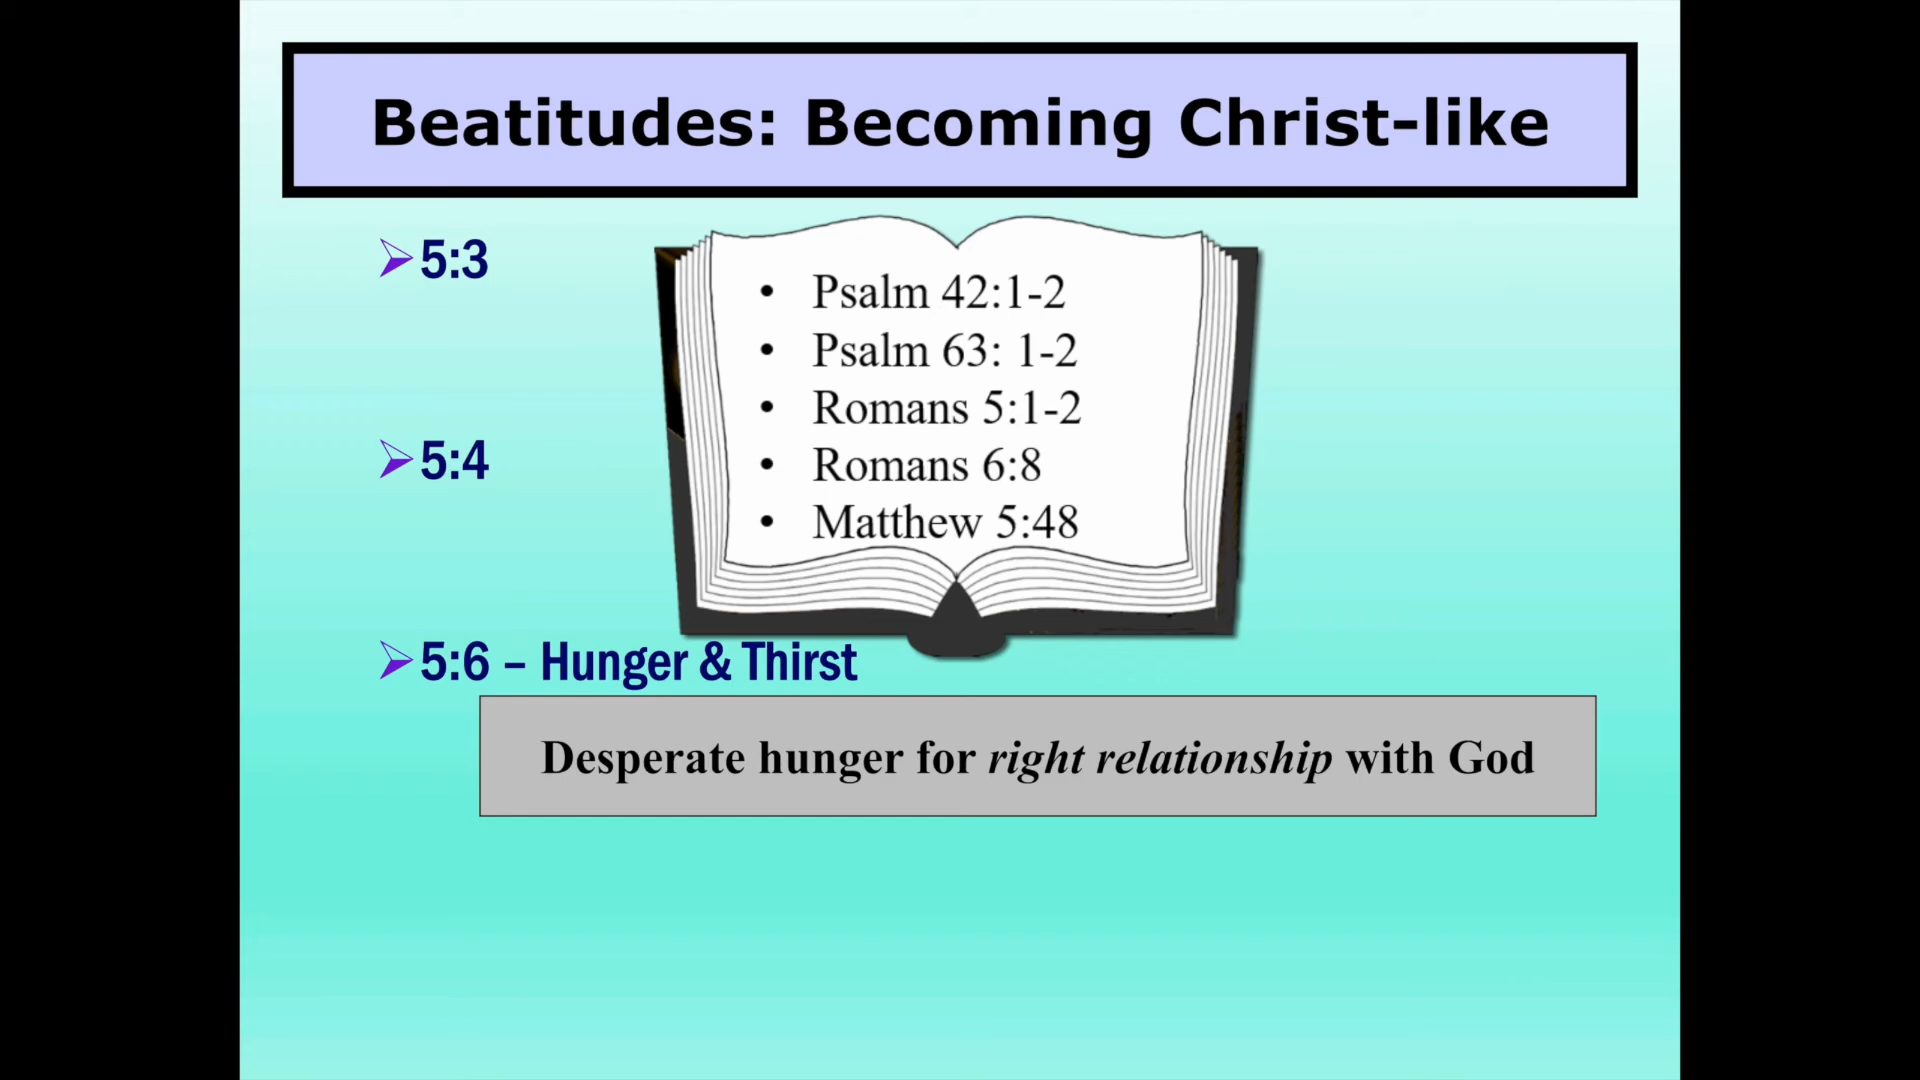 Beatitudes: Becoming Christ-like
➢5:3
• Psalm 42:1-2
• Psalm 63: 1-2
• Romans 5:1-2
• Romans 6:8
• Matthew 5:48
➢5:4
➢5:6 – Hunger & Thirst
Desperate hunger for right relationship with God